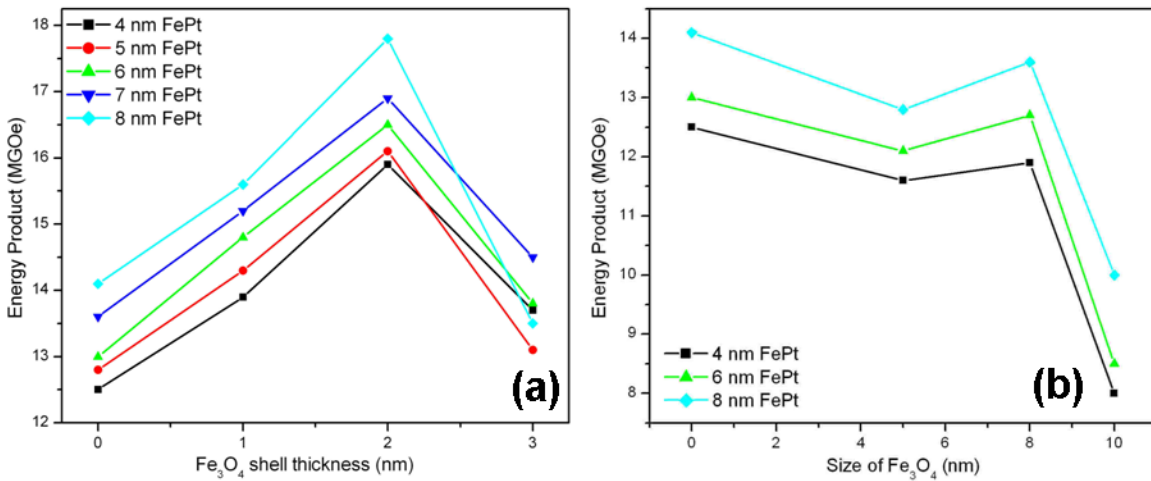 18
17
16
15
14
13
12
Energy Product (MGOe)
4 nm FePt
5 nm FePt
6 nm FePt
7 nm FePt
8 nm FePt
(a)
0 1 2 3
Fe₃O₄ shell thickness (nm)
14
13
12
11
10
9
8
Energy Product (MGOe)
4 nm FePt
6 nm FePt
8 nm FePt
(b)
0 2 4 6 8 10
Size of Fe₃O₄ (nm)